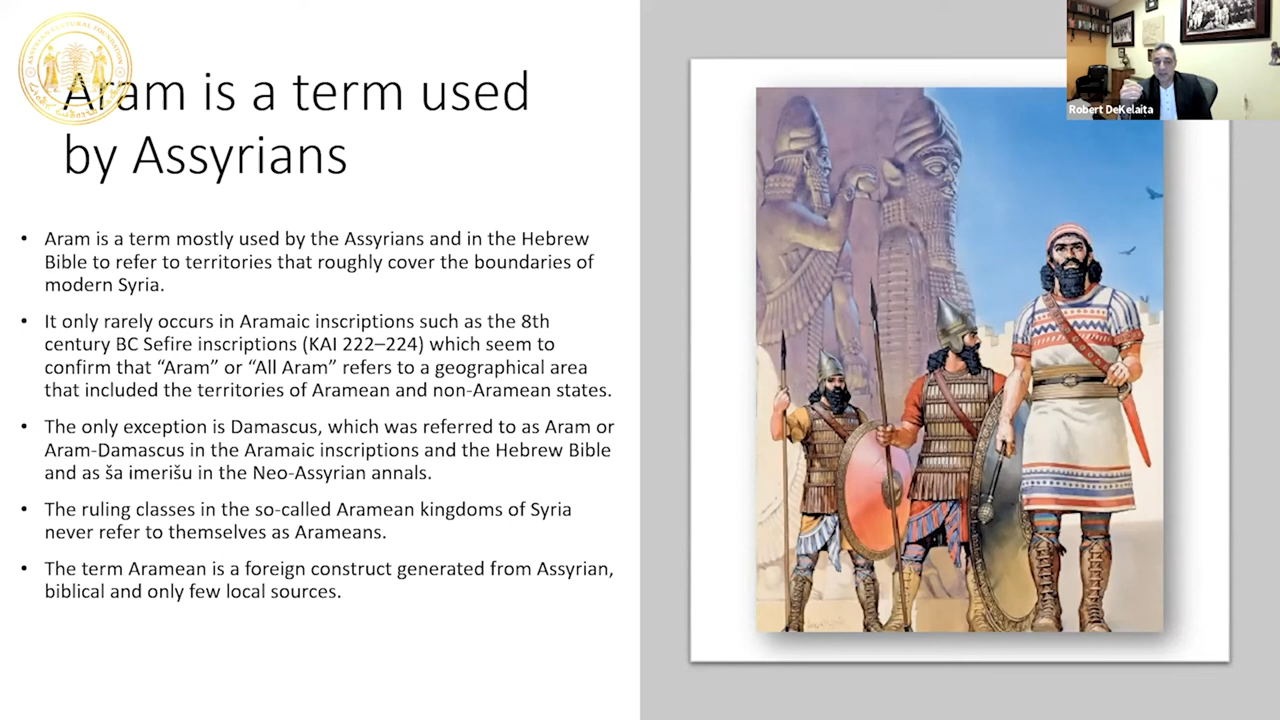 ASSYRIAN CULTURAL FOUNDATION
Aram is a term used
by Assyrians
• Aram is a term mostly used by the Assyrians and in the Hebrew
Bible to refer to territories that roughly cover the boundaries of
modern Syria.
• It only rarely occurs in Aramaic inscriptions such as the 8th
century BC Sefire inscriptions (KAI 222–224) which seem to
confirm that “Aram” or “All Aram” refers to a geographical area
that included the territories of Aramean and non-Aramean states.
• The only exception is Damascus, which was referred to as Aram or
Aram-Damascus in the Aramaic inscriptions and the Hebrew Bible
and as ša imerišu in the Neo-Assyrian annals.
• The ruling classes in the so-called Aramean kingdoms of Syria
never refer to themselves as Arameans.
• The term Aramean is a foreign construct generated from Assyrian,
biblical and only few local sources.
Robert DeKelaita